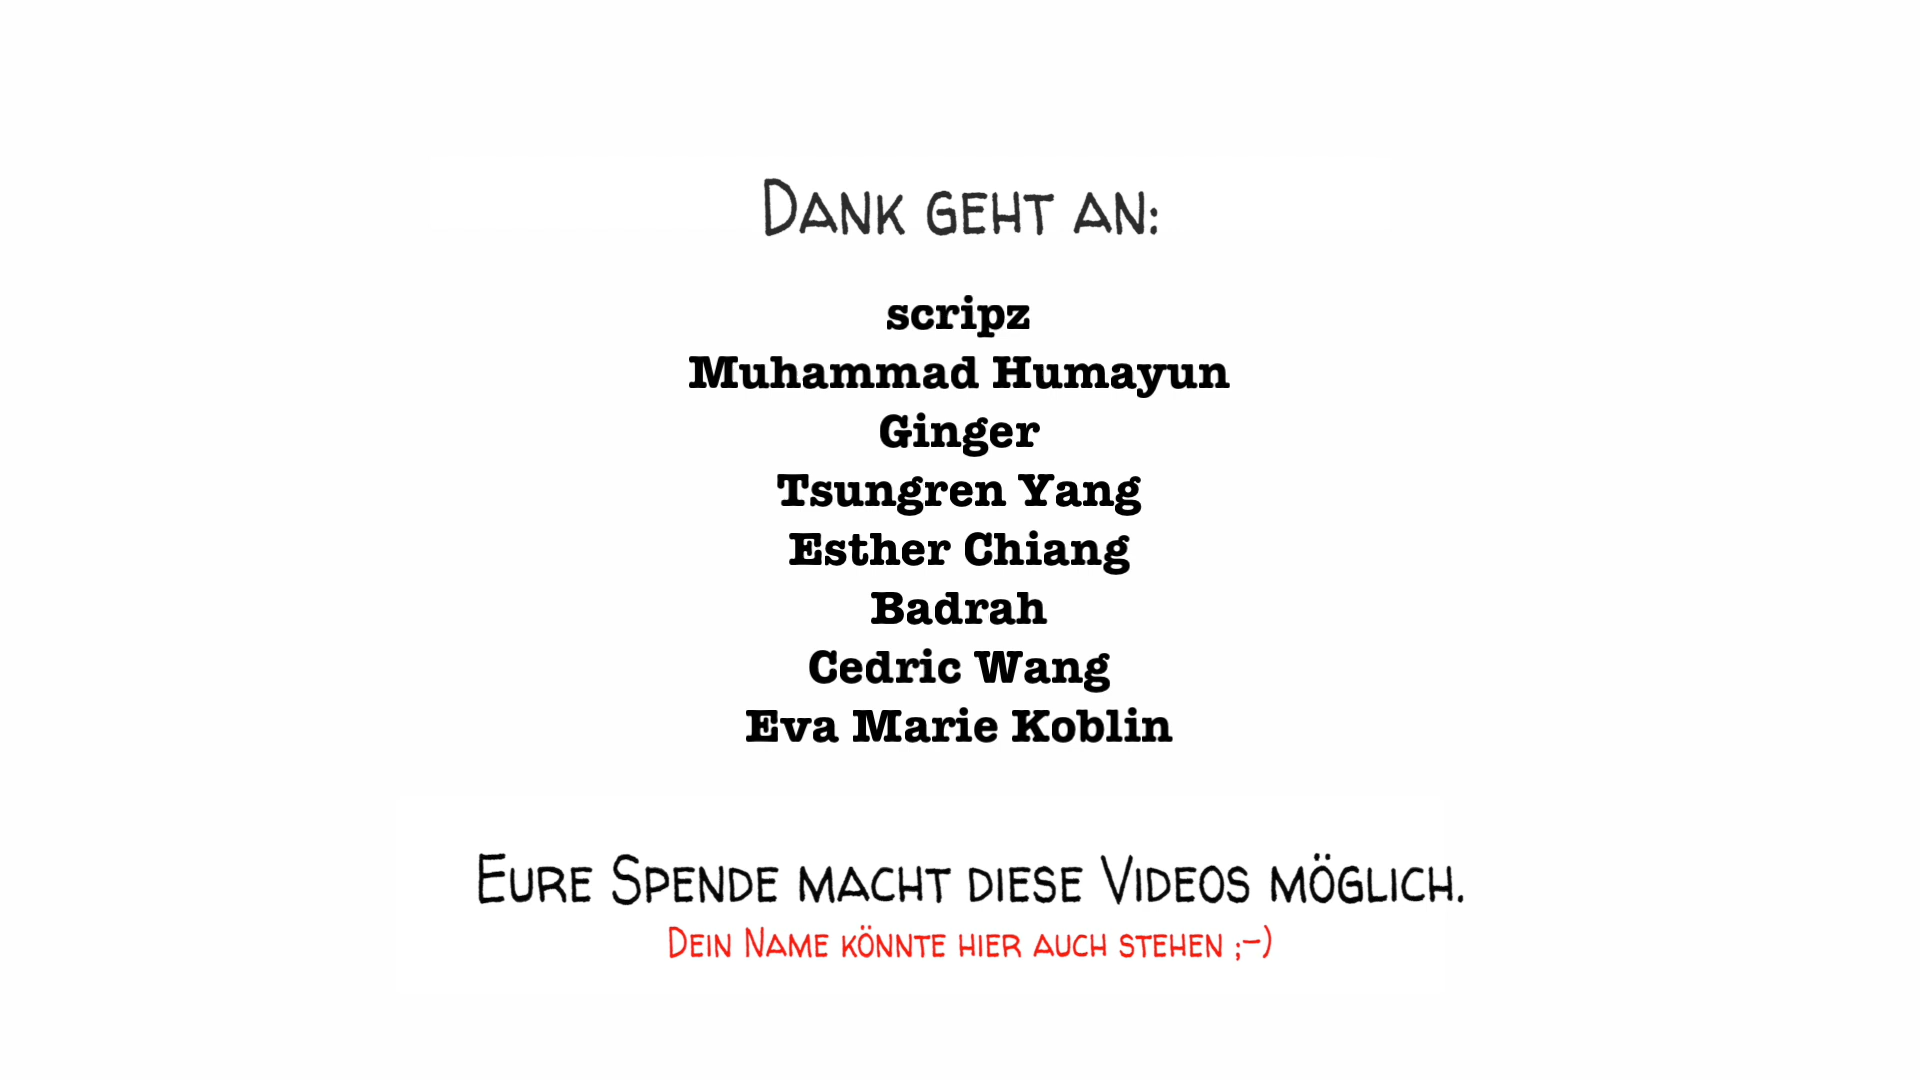 Dank geht an:
scripz
Muhammad Humayun
Ginger
Tsungren Yang
Esther Chiang
Badrah
Cedric Wang
Eva Marie Koblin
Eure Spende macht diese Videos möglich.
Dein Name könnte hier auch stehen ;-)